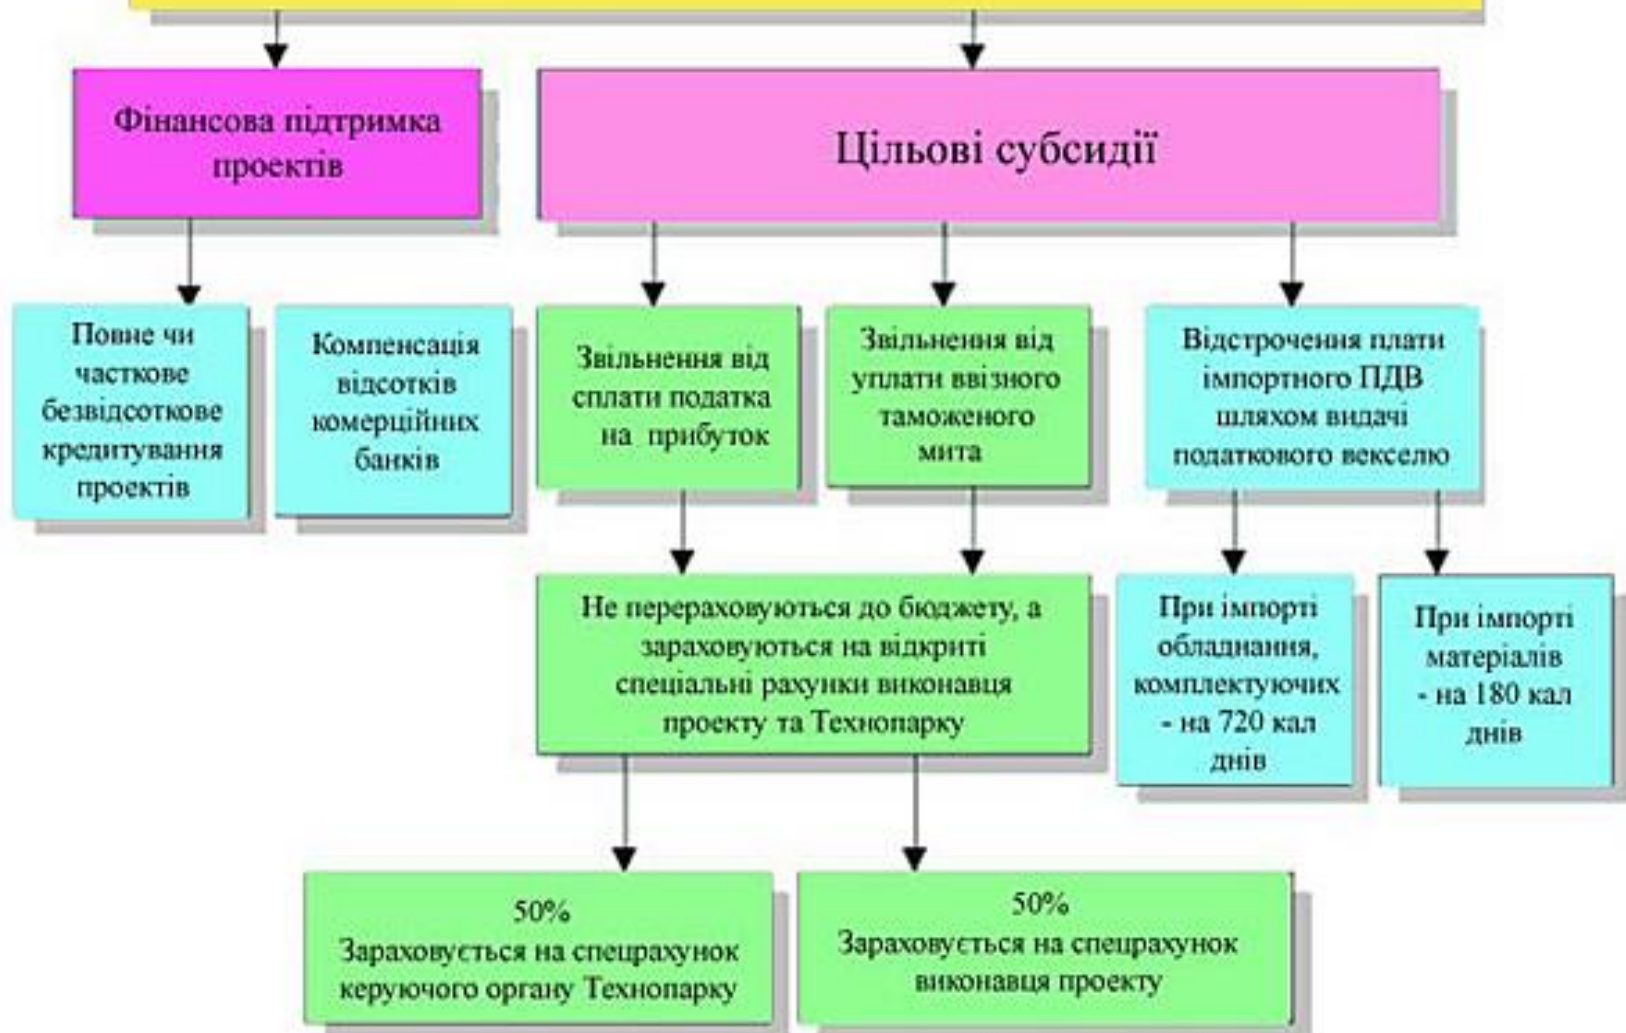 Фінансова підтримка
проектів
Цільові субсидії
Повне чи
часткове
безвідсоткове
кредитування
проектів
Компенсація
відсотків
комерційних
банків
Звільнення від
сплати податка
на прибуток
Звільнення від
уплати ввізного
таможеного
мита
Відстрочення плати
імпортного ПДВ
шляхом видачі
податкового векселю
Не перераховуються до бюджету, а
зараховуються на відкриті
спеціальні рахунки виконавця
проекту та Технопарку
При імпорті
обладнання,
комплектуючих
- на 720 кал
днів
При імпорті
матеріалів
- на 180 кал
днів
50%
Зараховується на спецрахунок
керуючого органу Технопарку
50%
Зараховується на спецрахунок
виконавця проекту